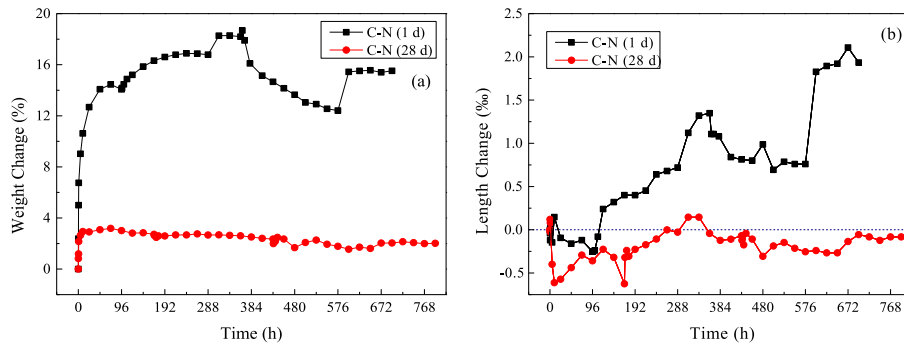 20
16
12
8
4
0
Weight Change (%)
C-N (1 d)
C-N (28 d)
(a)
0 96 192 288 384 480 576 672 768
Time (h)
2.5
2.0
1.5
1.0
0.5
0.0
-0.5
Length Change (‰)
C-N (1 d)
C-N (28 d)
(b)
0 96 192 288 384 480 576 672 768
Time (h)